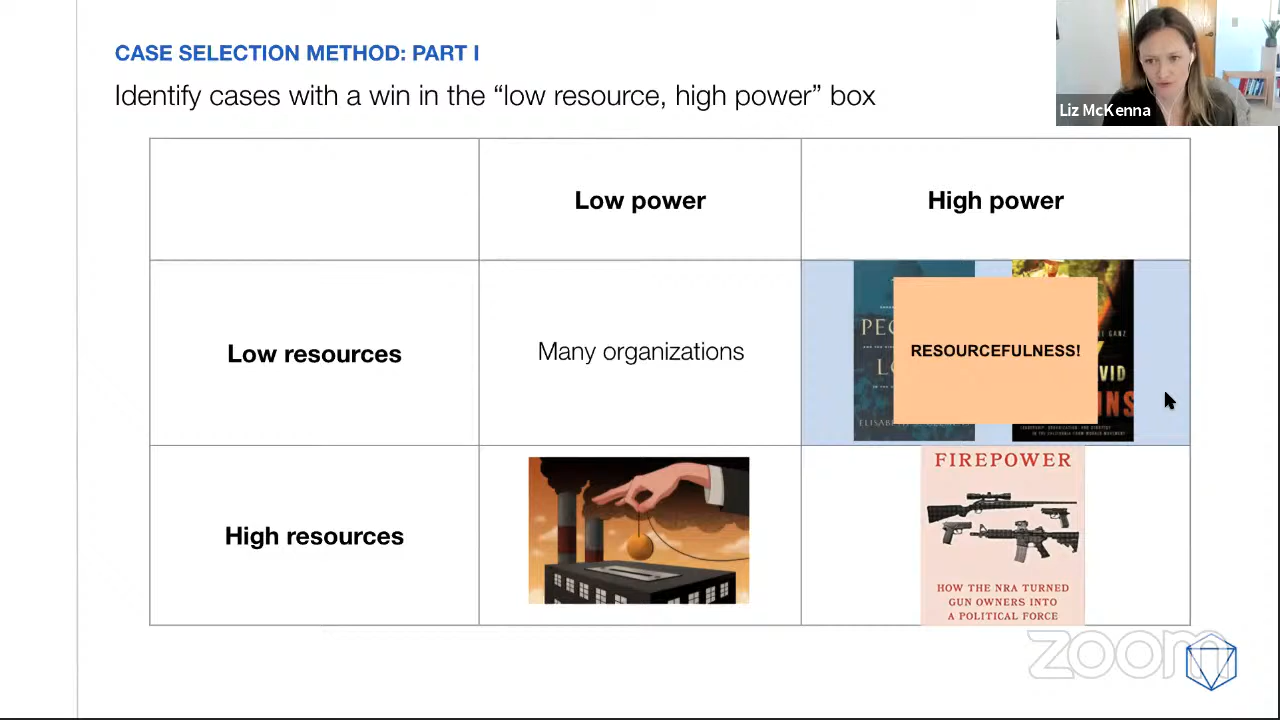 CASE SELECTION METHOD: PART I
Identify cases with a win in the “low resource, high power” box
Liz McKenna
Low power
High power
Low resources
Many organizations
RESOURCEFULNESS!
GANZ
High resources
FIREPOWER
HOW THE NRA TURNED
GUN OWNERS INTO
A POLITICAL FORCE
zoom